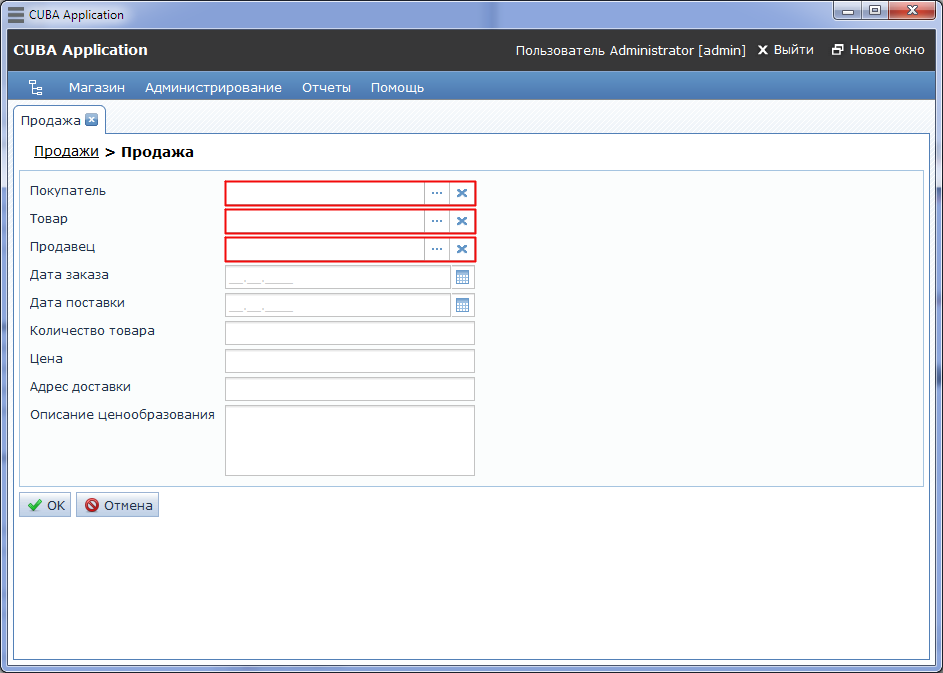 CUBA Application
CUBA Application Пользователь Administrator [admin] Выйти Новое окно
Магазин Администрирование Отчеты Помощь
Продажа
Продажи > Продажа
Покупатель
Товар
Продавец
Дата заказа __.__.____
Дата поставки __.__.____
Количество товара
Цена
Адрес доставки
Описание ценообразования
OK Отмена